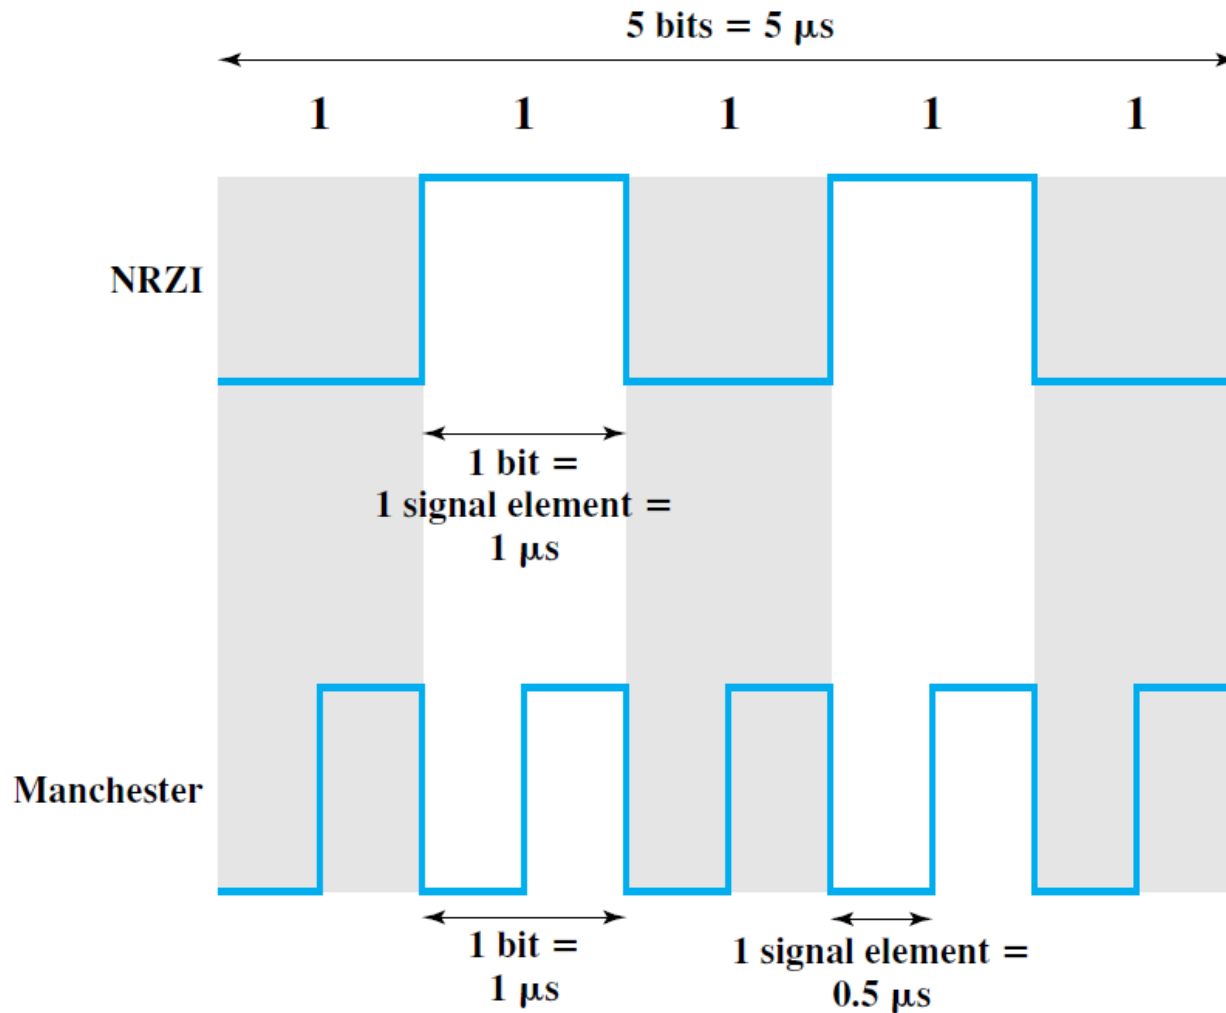 5 bits = 5 μs
1 1 1 1 1
NRZI
1 bit =
1 signal element =
1 μs
Manchester
1 bit =
1 μs
1 signal element =
0.5 μs